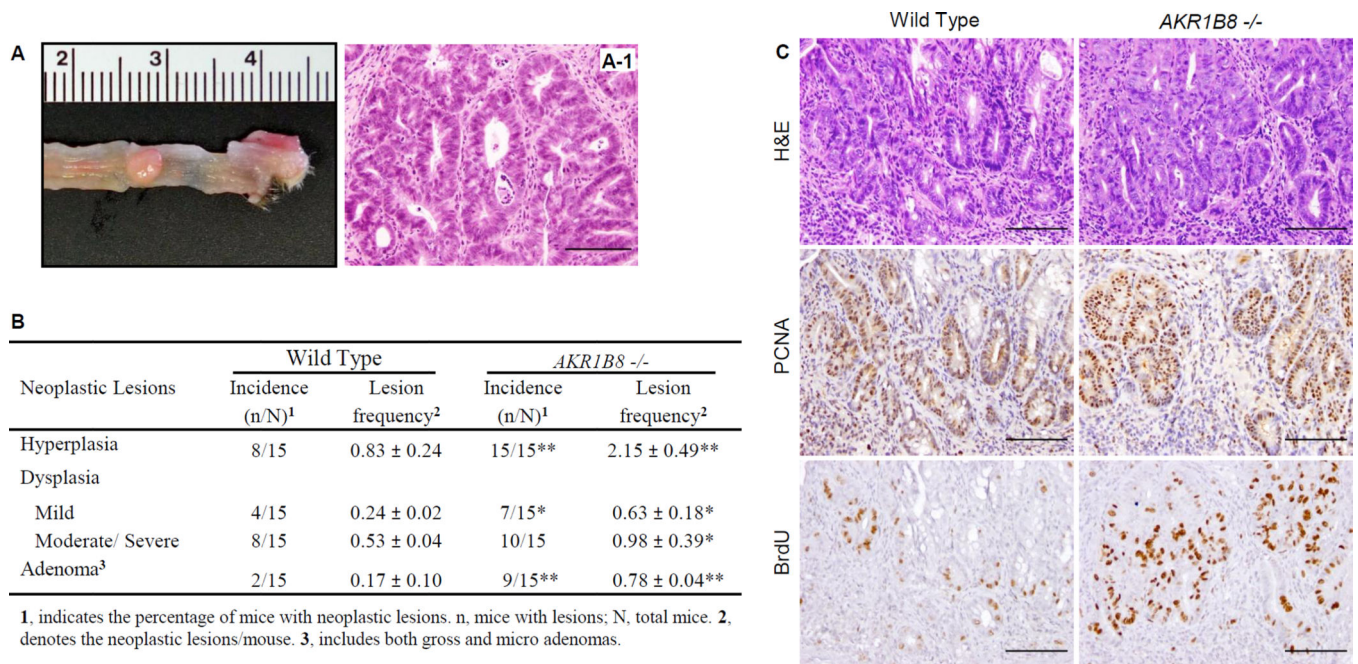 Wild Type
AKR1B8 -/-
A
2 3 4
A-1
C
H&E
PCNA
BrdU
B
Wild Type AKR1B8 -/-
Neoplastic Lesions Incidence Lesion Incidence Lesion
(n/N)1 frequency2 (n/N)1 frequency2
Hyperplasia 8/15 0.83 ± 0.24 15/15** 2.15 ± 0.49**
Dysplasia
Mild 4/15 0.24 ± 0.02 7/15* 0.63 ± 0.18*
Moderate/ Severe 8/15 0.53 ± 0.04 10/15 0.98 ± 0.39*
Adenoma3 2/15 0.17 ± 0.10 9/15** 0.78 ± 0.04**
1, indicates the percentage of mice with neoplastic lesions. n, mice with lesions; N, total mice. 2,
denotes the neoplastic lesions/mouse. 3, includes both gross and micro adenomas.